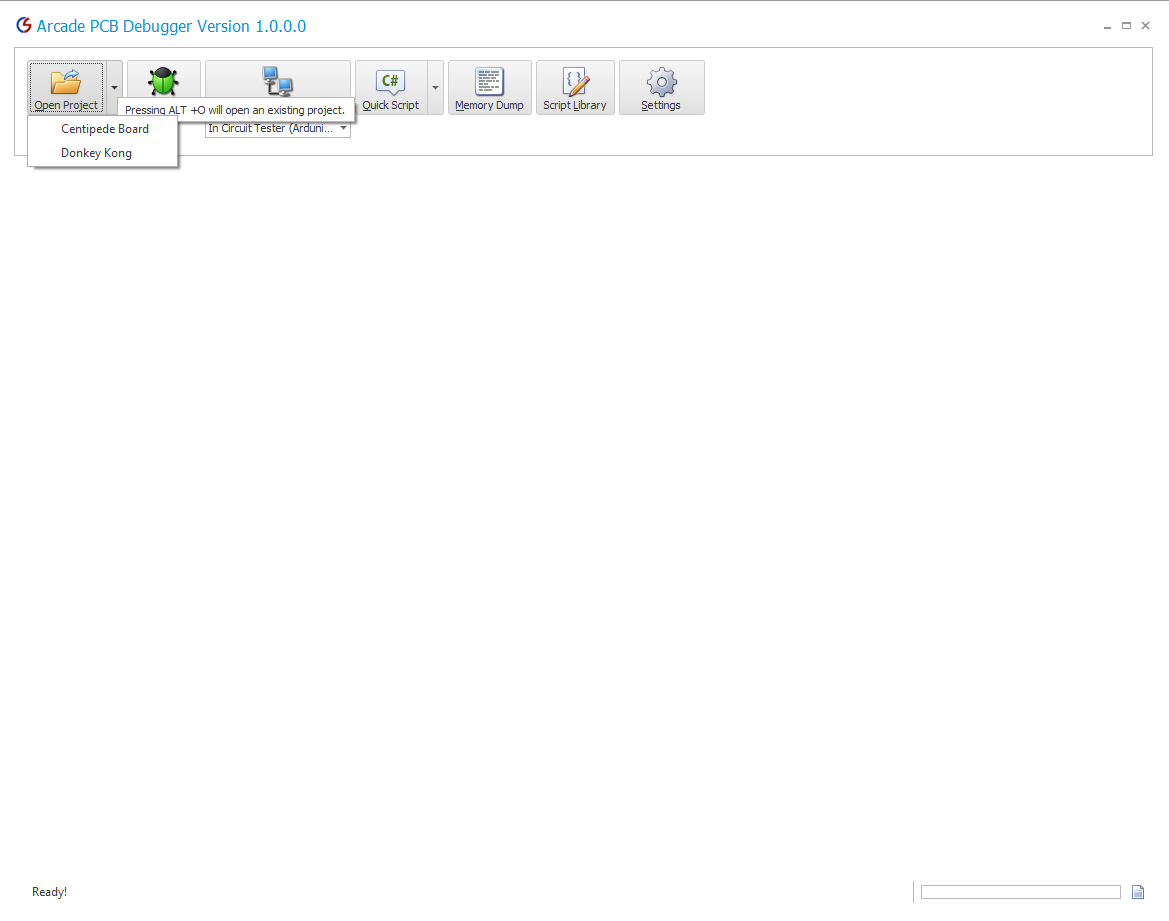 Arcade PCB Debugger Version 1.0.0.0
Open Project
C#
Quick Script
Memory Dump
{ }
Script Library
Settings
Pressing ALT +O will open an existing project.
In Circuit Tester (Arduni...
Centipede Board
Donkey Kong
Ready!